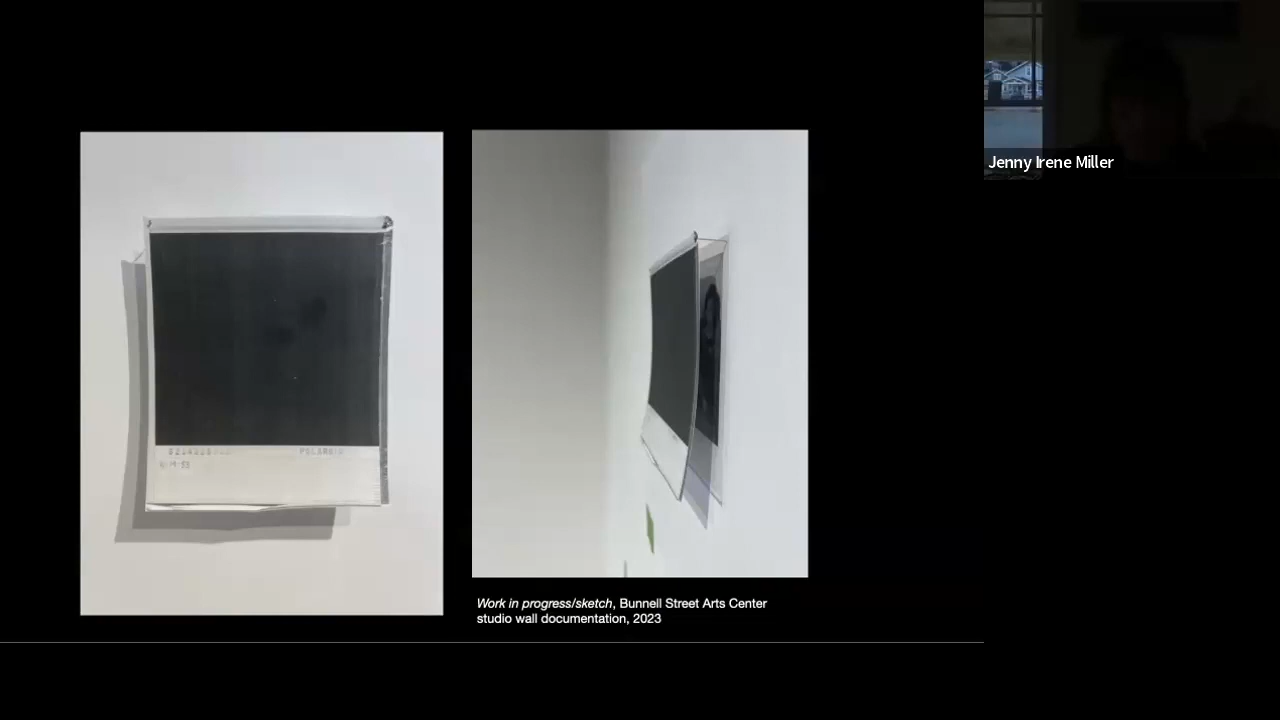 Jenny Irene Miller
Work in progress/sketch, Bunnell Street Arts Center
studio wall documentation, 2023